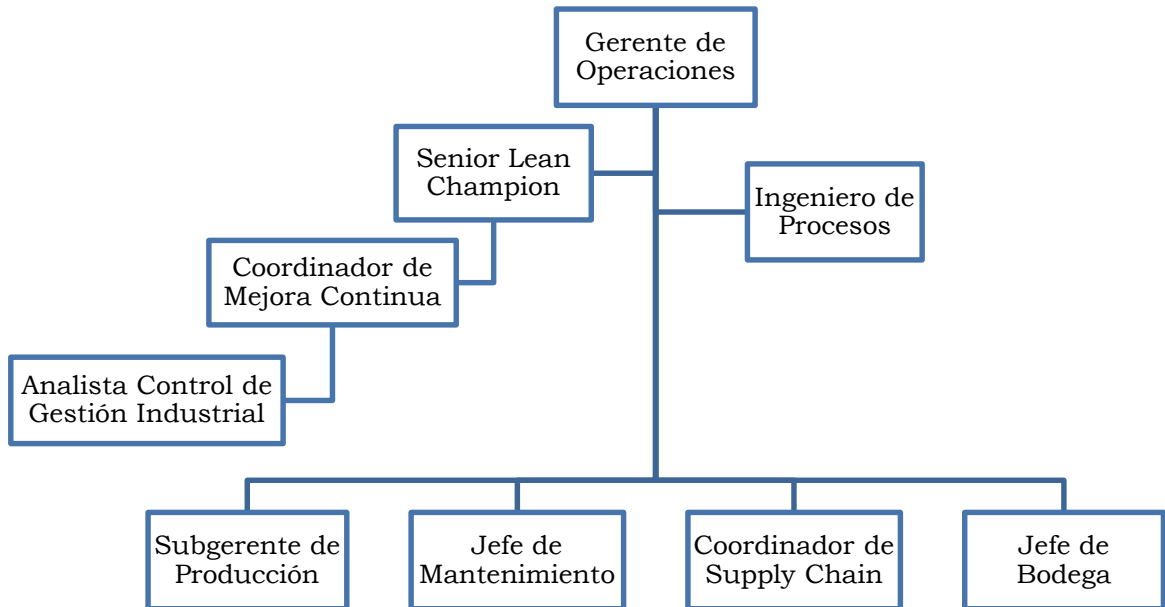 Gerente de
Operaciones
Senior Lean
Champion
Ingeniero de
Procesos
Coordinador de
Mejora Continua
Analista Control de
Gestión Industrial
Subgerente de
Producción
Jefe de
Mantenimiento
Coordinador de
Supply Chain
Jefe de
Bodega